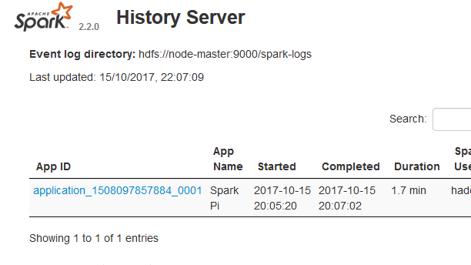 APACHE
Spark 2.2.0 History Server
Event log directory: hdfs://node-master:9000/spark-logs
Last updated: 15/10/2017, 22:07:09
Search:
App ID App Name Started Completed Duration
application_1508097857884_0001 Spark Pi 2017-10-15 20:05:20 2017-10-15 20:07:02 1.7 min
Showing 1 to 1 of 1 entries